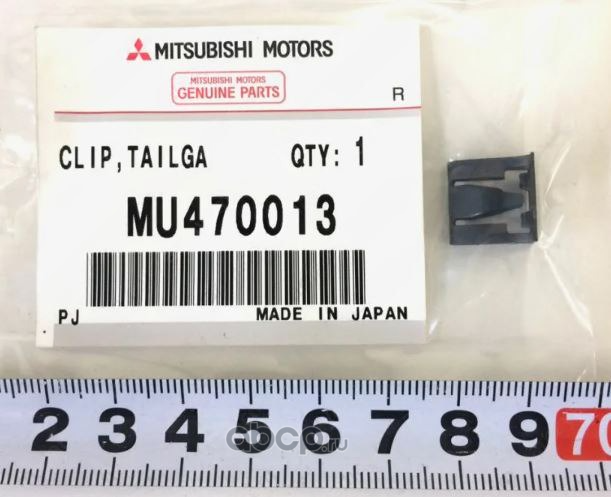 MITSUBISHI MOTORS
MITSUBISHI MOTORS
GENUINE PARTS
R
CLIP,TAILGA QTY: 1
MU470013
PJ MADE IN JAPAN
2 3 4 5 6 7 8 9 70